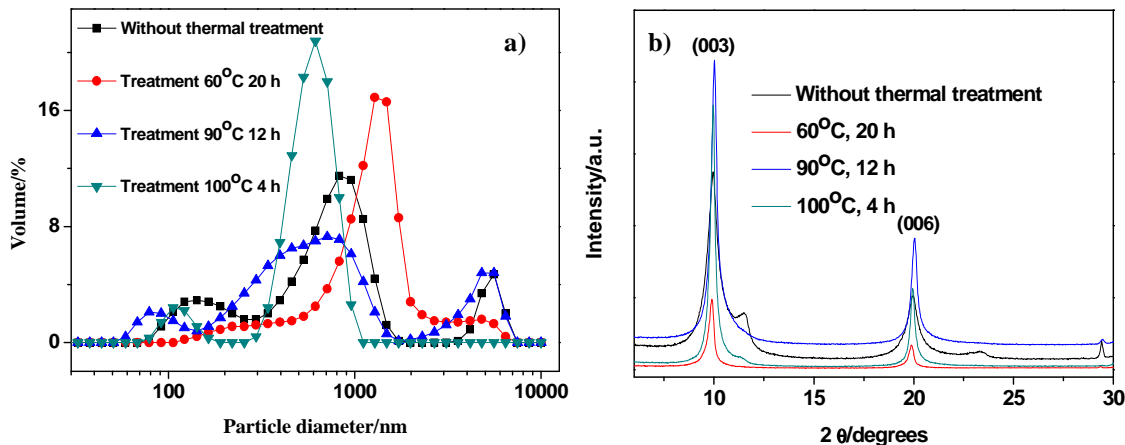 a)
Without thermal treatment
Treatment 60°C 20 h
Treatment 90°C 12 h
Treatment 100°C 4 h
Volume/%
16
8
0
100
1000
10000
Particle diameter/nm
b)
(003)
Without thermal treatment
60°C, 20 h
90°C, 12 h
100°C, 4 h
(006)
Intensity/a.u.
10
15
20
25
30
2 θ/degrees